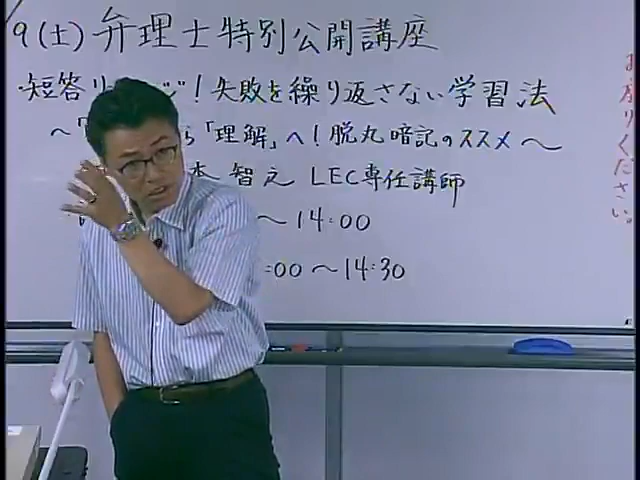 9(土) 弁理士特別公開講座
短答リ ジ!失敗を繰り返さない学習法
～ 「理解」へ!脱丸暗記のススメ～
本 智之 LEC専任講師
～14:00
:00～14:30
お座りください。